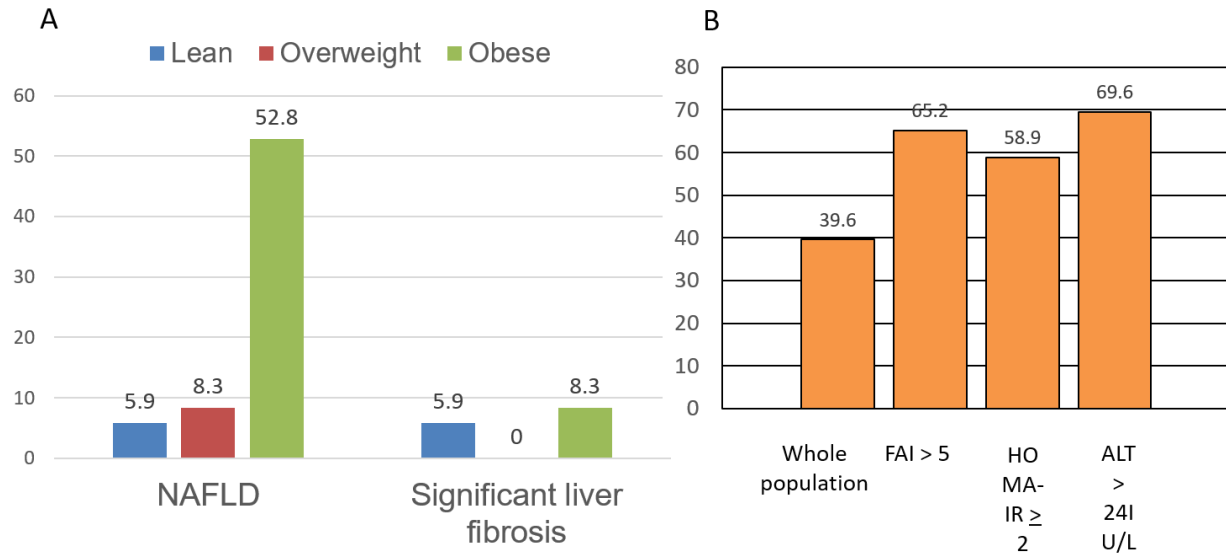 A
Lean Overweight Obese
60
50
40
30
20
10
0
5.9 8.3 52.8
5.9 0 8.3
NAFLD Significant liver
fibrosis
B
80
70
60
50
40
30
20
10
0
39.6 65.2 58.9 69.6
Whole
population
FAI > 5
HO
MA-
IR ≥
2
ALT
>
24I
U/L